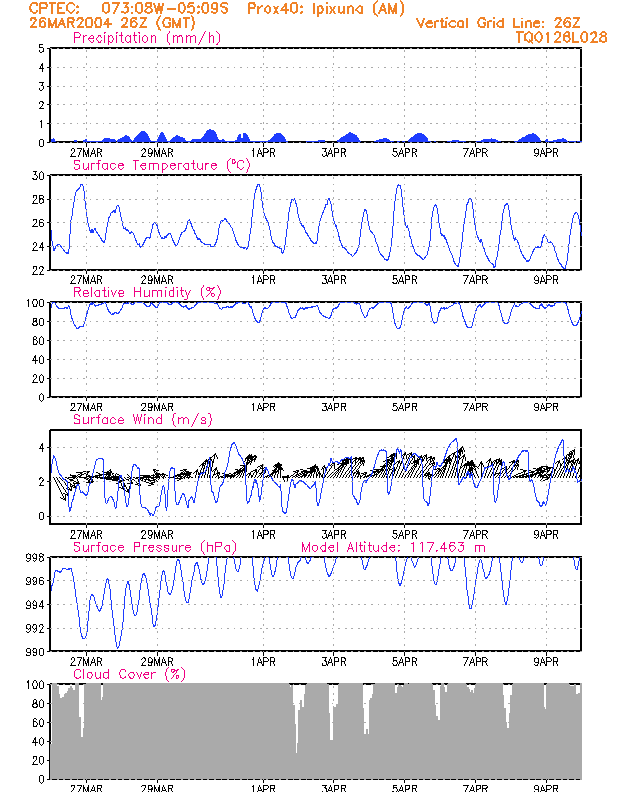 CPTEC: 073:08W-05:09S Prox40: Ipixuna (AM)
26MAR2004 26Z (GMT) Vertical Grid Line: 26Z
Precipitation (mm/h) TQ0126L028
5
4
3
2
1
0
27MAR 29MAR 1APR 3APR 5APR 7APR 9APR
Surface Temperature (°C)
30
28
26
24
22
27MAR 29MAR 1APR 3APR 5APR 7APR 9APR
Relative Humidity (%)
100
80
60
40
20
0
27MAR 29MAR 1APR 3APR 5APR 7APR 9APR
Surface Wind (m/s)
4
2
0
27MAR 29MAR 1APR 3APR 5APR 7APR 9APR
Surface Pressure (hPa) Model Altitude: 117.463 m
998
996
994
992
990
27MAR 29MAR 1APR 3APR 5APR 7APR 9APR
Cloud Cover (%)
100
80
60
40
20
0
27MAR 29MAR 1APR 3APR 5APR 7APR 9APR